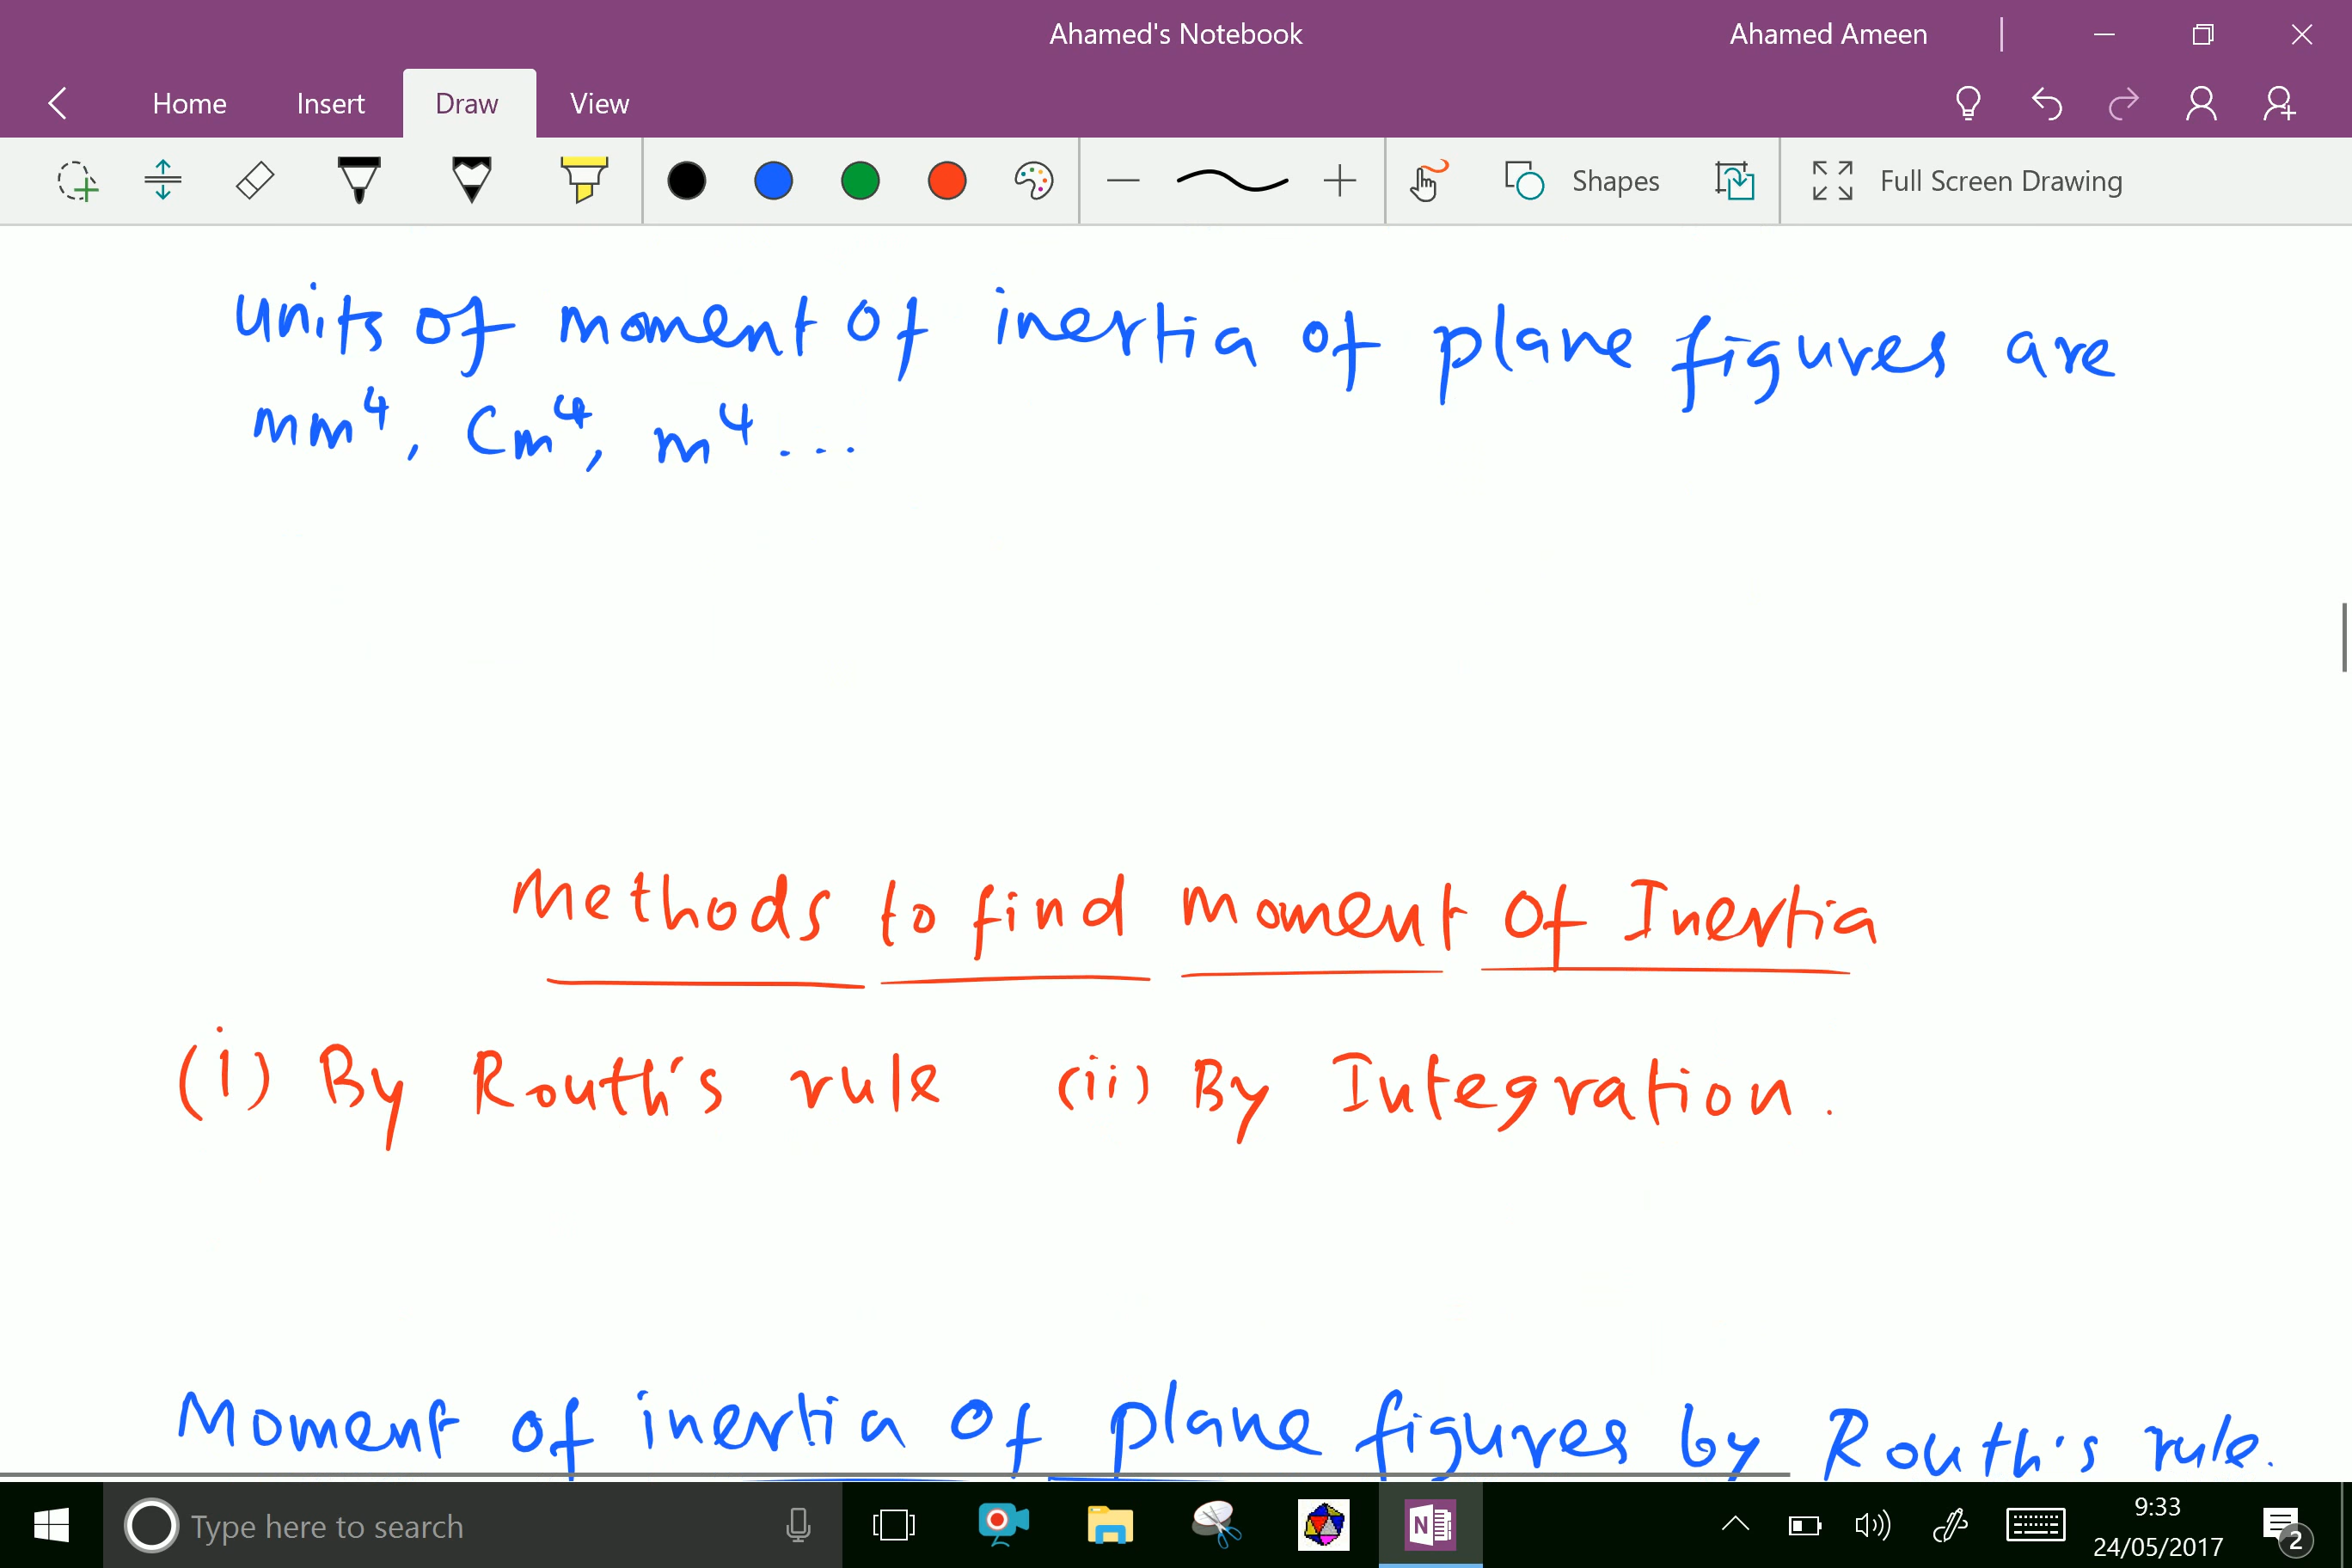 Ahamed's Notebook Ahamed Ameen
Home Insert Draw View
Shapes Full Screen Drawing
units of moment of inertia of plane figures are
mm⁴, Cm⁴, m⁴ ...
Methods to find Moment Of Inertia
(i) By Routh's rule (ii) By Integration.
Moment of inertia Of plane figures by Routh's rule.
Type here to search
N
9:33
24/05/2017
2